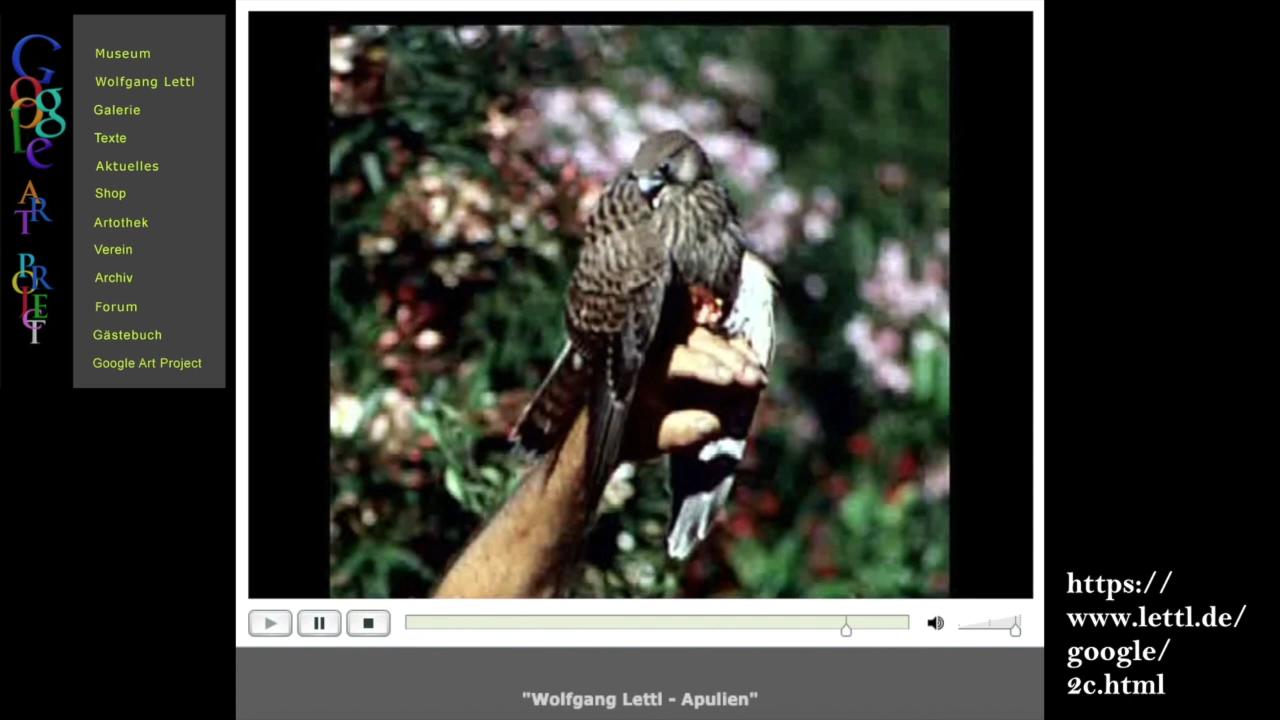 Google
ART
PROJECT
Museum
Wolfgang Lettl
Galerie
Texte
Aktuelles
Shop
Artothek
Verein
Archiv
Forum
Gästebuch
Google Art Project
"Wolfgang Lettl - Apulien"
https://
www.lettl.de/
google/
2c.html